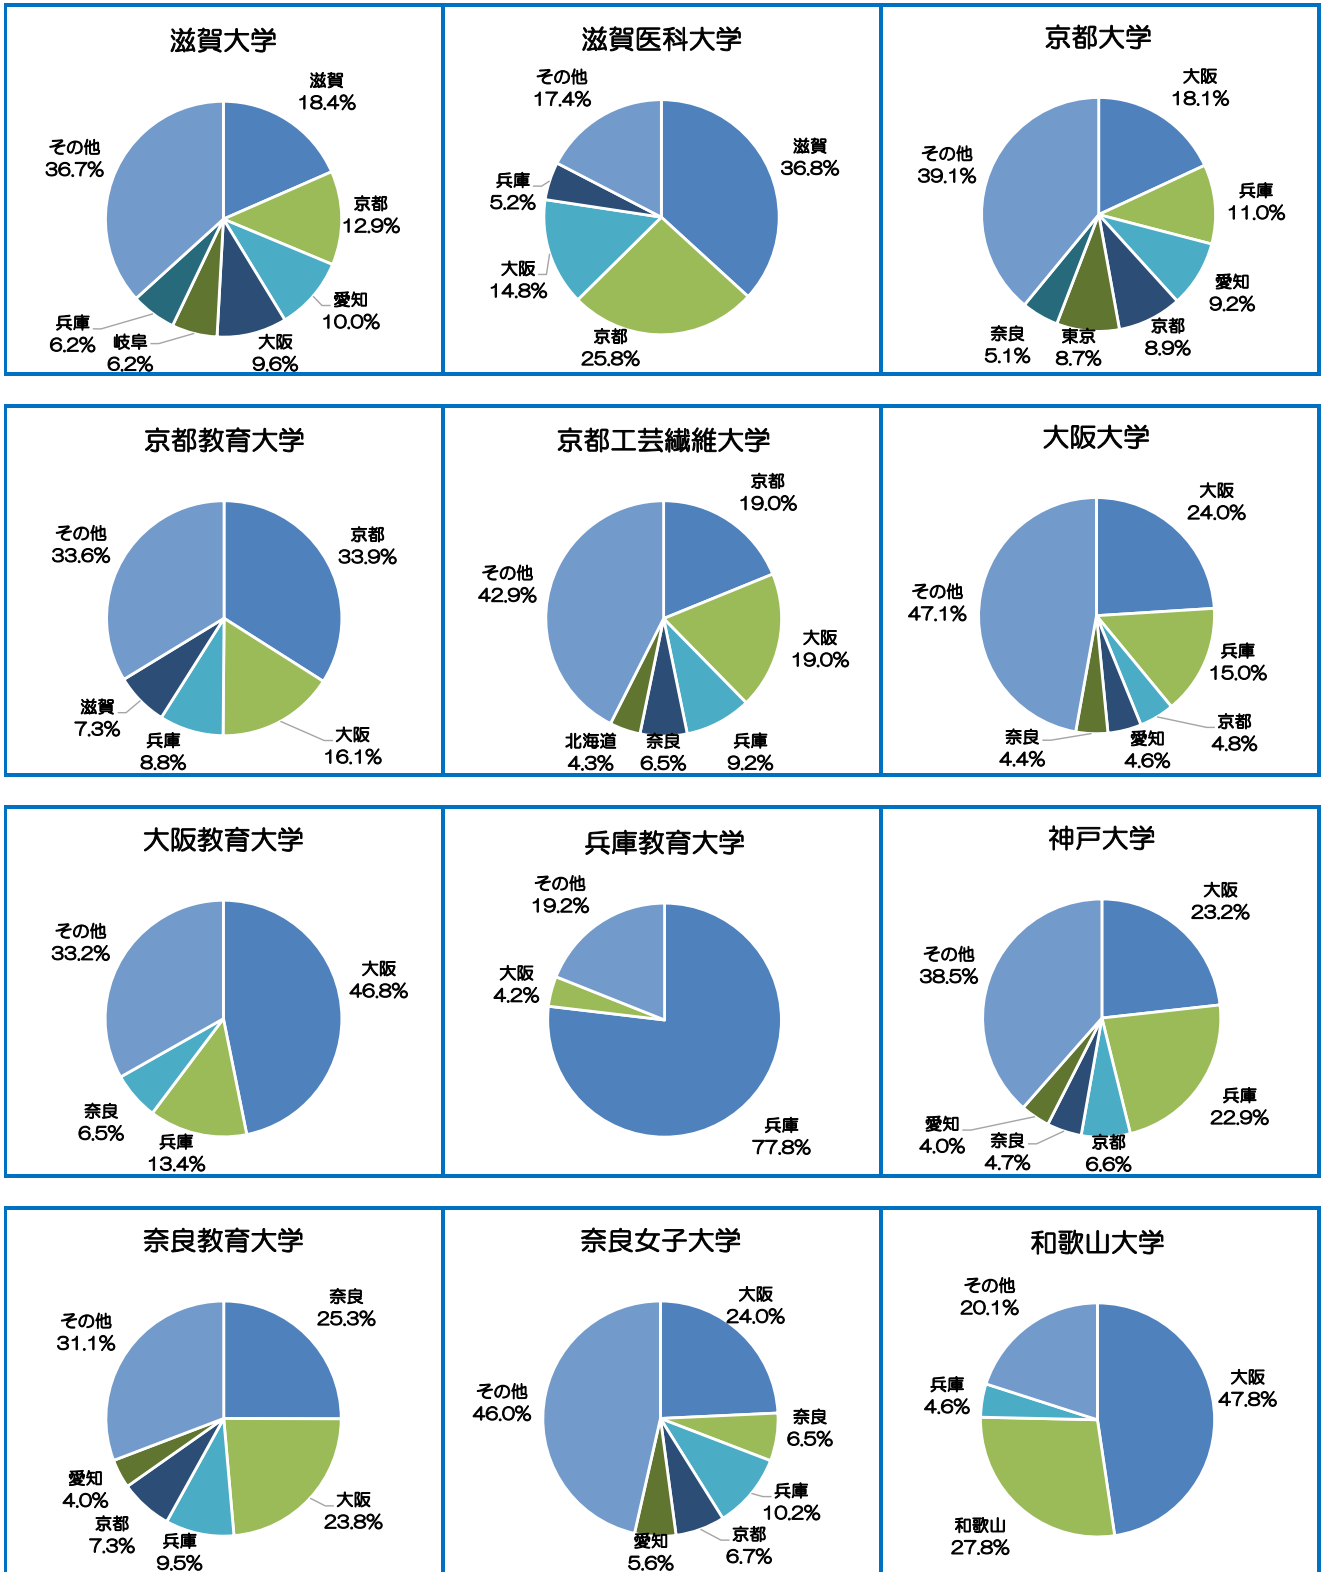 滋賀大学
滋賀
18.4%
京都
12.9%
愛知
10.0%
大阪
9.6%
岐阜
6.2%
兵庫
6.2%
その他
36.7%
滋賀医科大学
滋賀
36.8%
京都
25.8%
大阪
14.8%
兵庫
5.2%
その他
17.4%
京都大学
大阪
18.1%
兵庫
11.0%
愛知
9.2%
京都
8.9%
東京
8.7%
奈良
5.1%
その他
39.1%
京都教育大学
京都
33.9%
大阪
16.1%
兵庫
8.8%
滋賀
7.3%
その他
33.6%
京都工芸繊維大学
京都
19.0%
大阪
19.0%
兵庫
9.2%
奈良
6.5%
北海道
4.3%
その他
42.9%
大阪大学
大阪
24.0%
兵庫
15.0%
京都
4.8%
愛知
4.6%
奈良
4.4%
その他
47.1%
大阪教育大学
大阪
46.8%
兵庫
13.4%
奈良
6.5%
その他
33.2%
兵庫教育大学
兵庫
77.8%
大阪
4.2%
その他
19.2%
神戸大学
大阪
23.2%
兵庫
22.9%
京都
6.6%
奈良
4.7%
愛知
4.0%
その他
38.5%
奈良教育大学
奈良
25.3%
大阪
23.8%
兵庫
9.5%
京都
7.3%
愛知
4.0%
その他
31.1%
奈良女子大学
大阪
24.0%
奈良
6.5%
兵庫
10.2%
京都
6.7%
愛知
5.6%
その他
46.0%
和歌山大学
大阪
47.8%
和歌山
27.8%
兵庫
4.6%
その他
20.1%